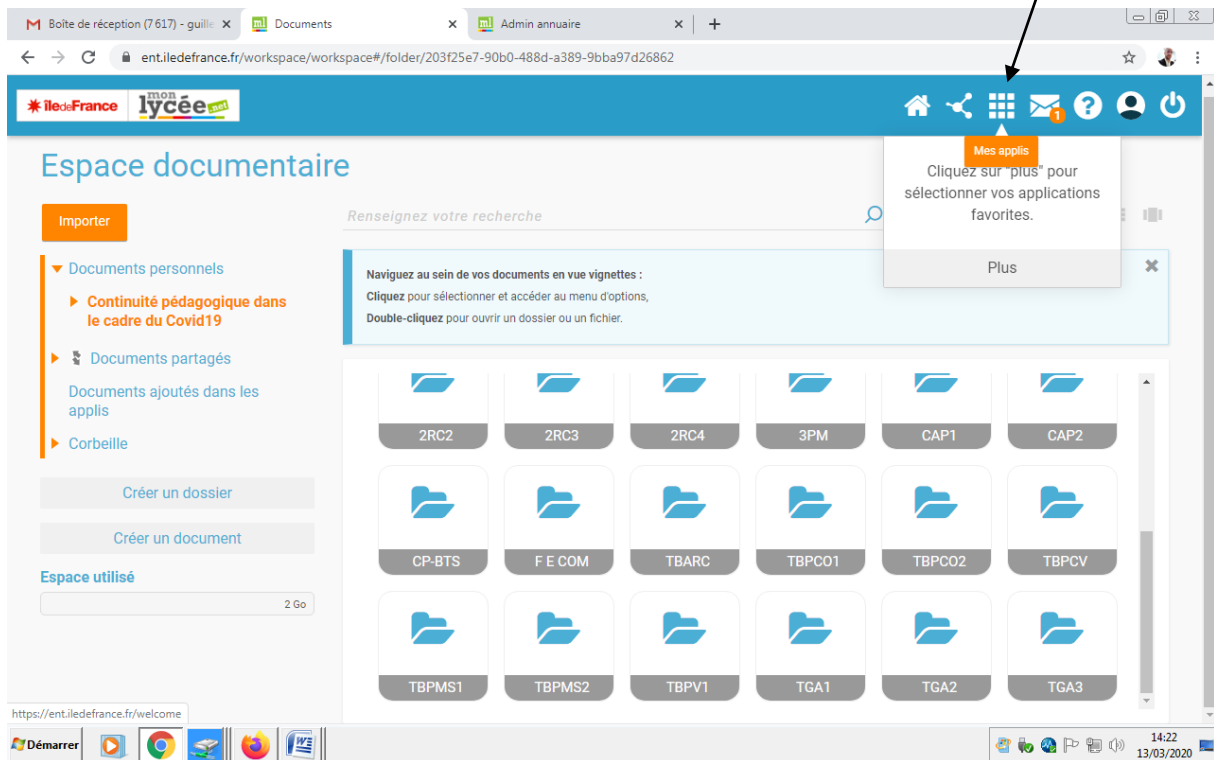 Boîte de réception (7 617) - guille
Documents
Admin annuaire
ent.iledefrance.fr/workspace/workspace#/folder/203f25e7-90b0-488d-a389-9bba97d26862
îledeFrance
mon
lycée.net
1
Espace documentaire
Mes applis
Cliquez sur "plus" pour
sélectionner vos applications
favorites.
Plus
Importer
Renseignez votre recherche
Documents personnels
Continuité pédagogique dans
le cadre du Covid19
Documents partagés
Documents ajoutés dans les
applis
Corbeille
Créer un dossier
Créer un document
Espace utilisé
2 Go
Naviguez au sein de vos documents en vue vignettes :
Cliquez pour sélectionner et accéder au menu d'options,
Double-cliquez pour ouvrir un dossier ou un fichier.
2RC2 2RC3 2RC4 3PM CAP1 CAP2
CP-BTS F E COM TBARC TBPCO1 TBPCO2 TBPCV
TBPMS1 TBPMS2 TBPV1 TGA1 TGA2 TGA3
https://ent.iledefrance.fr/welcome
Démarrer
14:22
13/03/2020